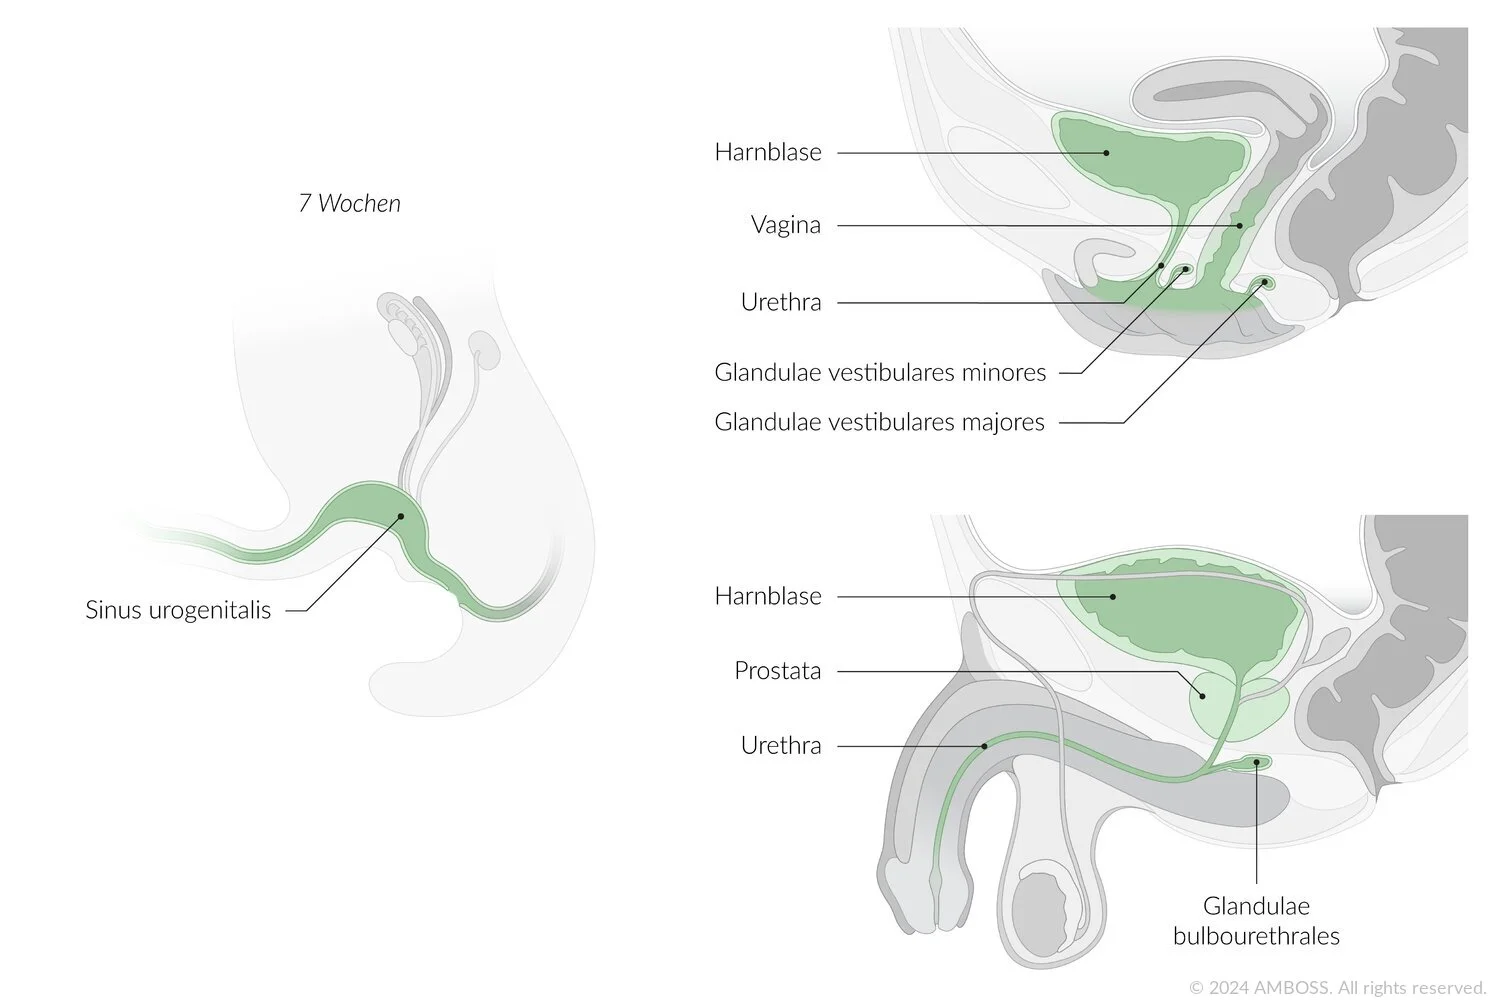 7 Wochen
Sinus urogenitalis
Harnblase
Vagina
Urethra
Glandulae vestibulares minores
Glandulae vestibulares majores
Harnblase
Prostata
Urethra
Glandulae
bulbourethrales
© 2024 AMBOSS. All rights reserved.